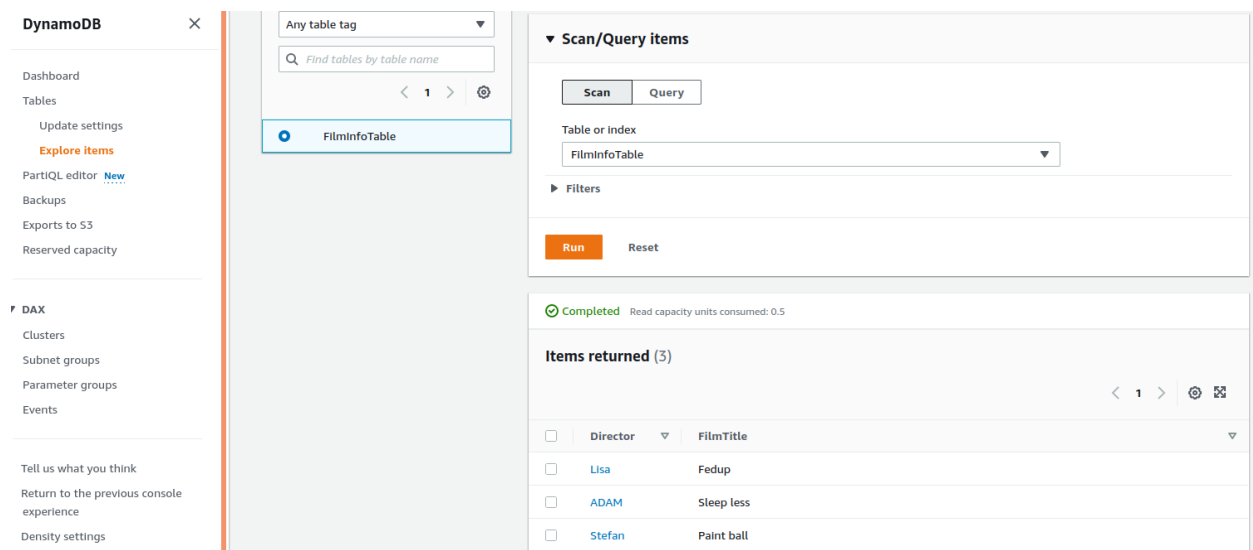 DynamoDB
Dashboard
Tables
Update settings
Explore items
PartiQL editor New
Backups
Exports to S3
Reserved capacity
DAX
Clusters
Subnet groups
Parameter groups
Events
Tell us what you think
Return to the previous console
experience
Density settings
Any table tag
Find tables by table name
1
FilmInfoTable
Scan/Query items
Scan Query
Table or index
FilmInfoTable
Filters
Run Reset
Completed Read capacity units consumed: 0.5
Items returned (3)
1
Director FilmTitle
Lisa Fedup
ADAM Sleep less
Stefan Paint ball